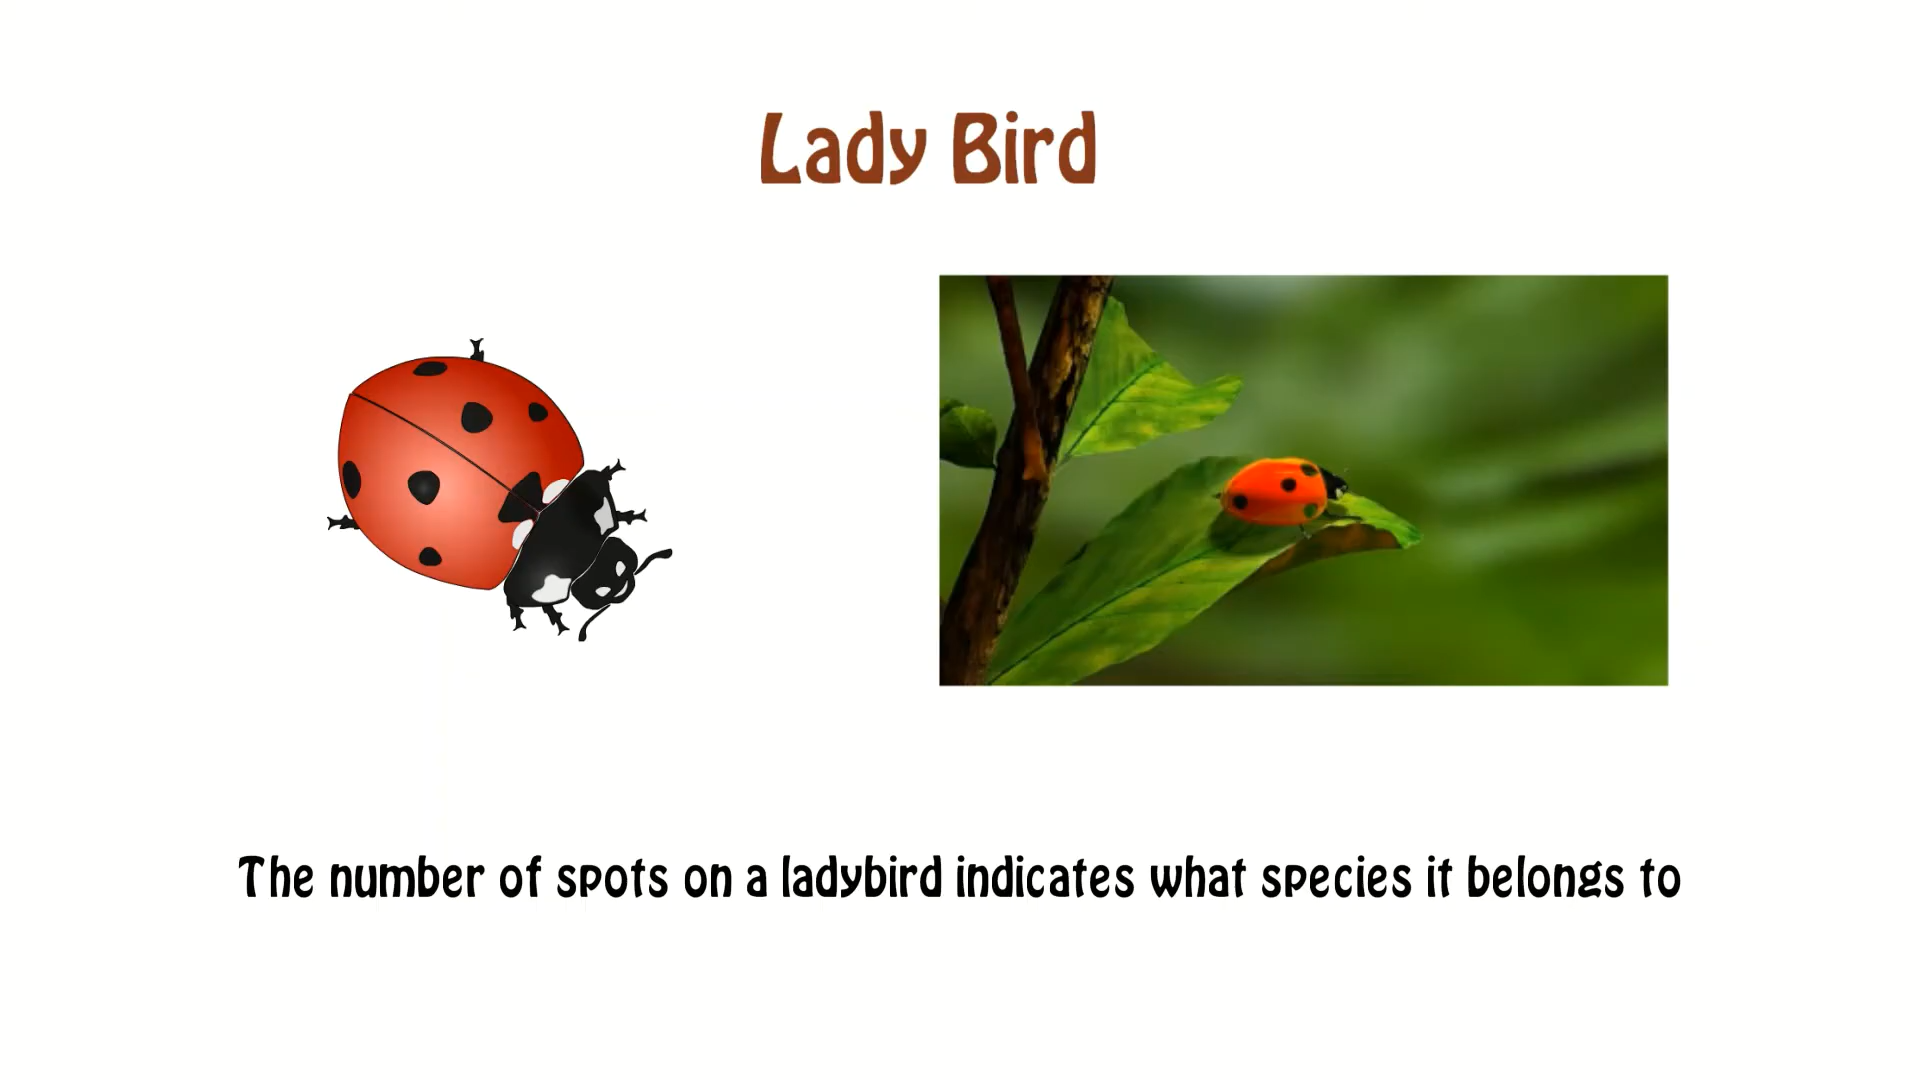 Lady Bird
The number of spots on a ladybird indicates what species it belongs to